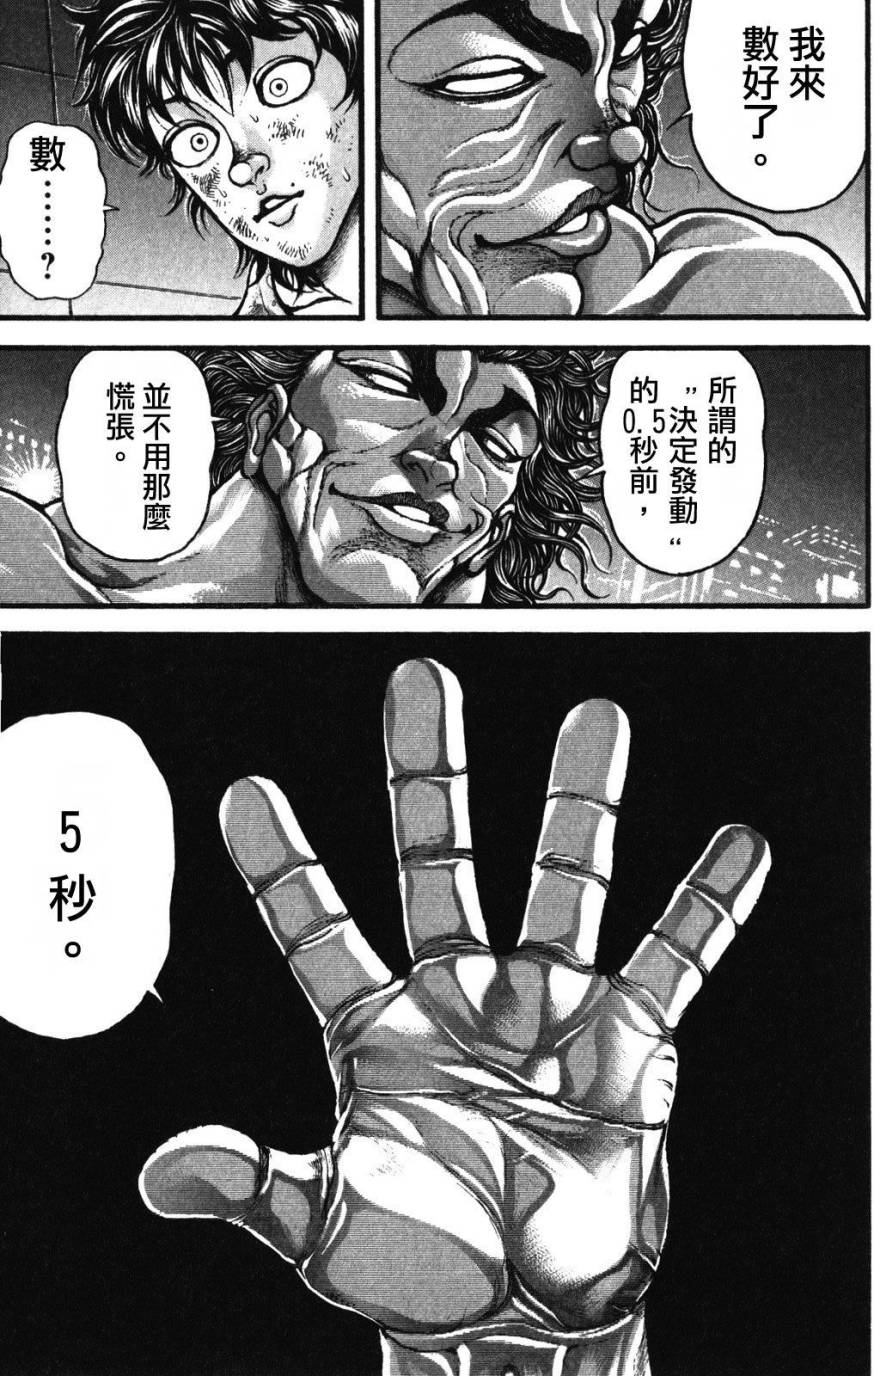 我來
數好了。
數……?
所謂的
〞決定發動〝
的0.5秒前，
並不用那麼
慌張。
5秒。